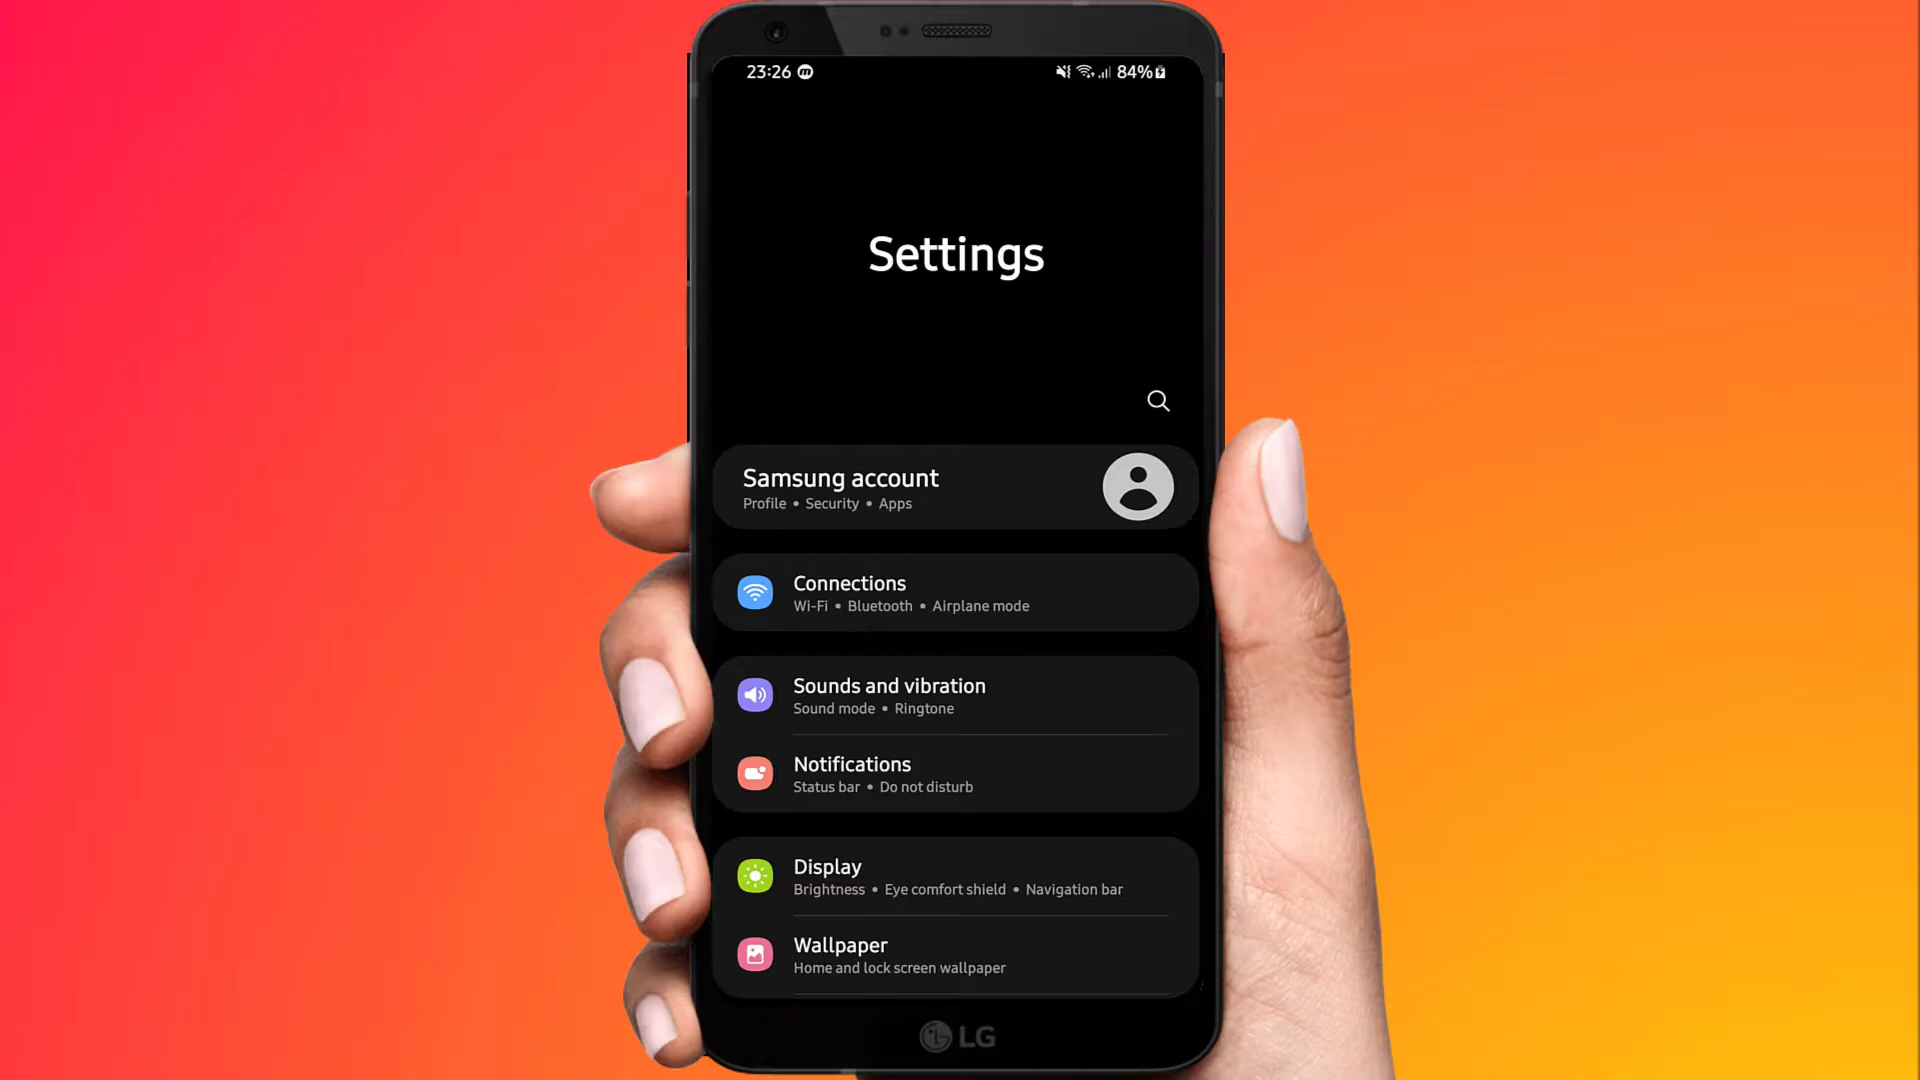 23:26 84%
Settings
Samsung account
Profile • Security • Apps
Connections
Wi-Fi • Bluetooth • Airplane mode
Sounds and vibration
Sound mode • Ringtone
Notifications
Status bar • Do not disturb
Display
Brightness • Eye comfort shield • Navigation bar
Wallpaper
Home and lock screen wallpaper
LG